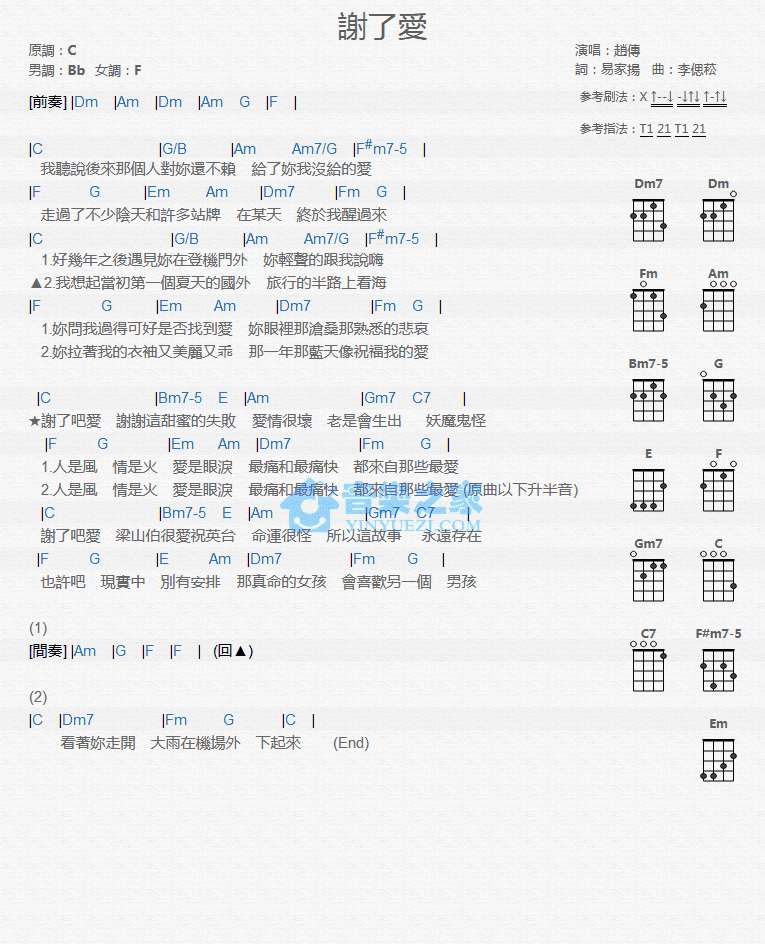 謝了愛
原調：C
男調：Bb 女調：F
演唱：趙傳
詞：易家揚 曲：李偲菘
参考刷法：X ↑--↓ -↓↑↓ ↑-↑↓
參考指法：T1 21 T1 21
[前奏] |Dm |Am |Dm |Am G |F |
|C |G/B |Am Am7/G |F#m7-5 |
我聽說後來那個人對妳還不賴 給了妳我沒給的愛
|F G |Em Am |Dm7 |Fm G |
走過了不少陰天和許多站牌 在某天 終於我醒過來
|C |G/B |Am Am7/G |F#m7-5 |
1.好幾年之後遇見妳在登機門外 妳輕聲的跟我說嗨
▲2.我想起當初第一個夏天的國外 旅行的半路上看海
|F G |Em Am |Dm7 |Fm G |
1.妳問我過得可好是否找到愛 妳眼裡那滄桑那熟悉的悲哀
2.妳拉著我的衣袖又美麗又乖 那一年那藍天像祝福我的愛
|C |Bm7-5 E |Am |Gm7 C7 |
★謝了吧愛 謝謝這甜蜜的失敗 愛情很壞 老是會生出 妖魔鬼怪
|F G |Em Am |Dm7 |Fm G |
1.人是風 情是火 愛是眼淚 最痛和最痛快 都來自那些最愛
2.人是風 情是火 愛是眼淚 最痛和最痛快 都來自那些最愛 (原曲以下升半音)
|C |Bm7-5 E |Am |Gm7 C7 |
謝了吧愛 梁山伯很愛祝英台 命運很怪 所以這故事 永遠存在
|F G |E Am |Dm7 |Fm G |
也許吧 現實中 別有安排 那真命的女孩 會喜歡另一個 男孩
(1)
[間奏] |Am |G |F |F | (回▲)
(2)
|C |Dm7 |Fm G |C |
看著妳走開 大雨在機場外 下起來 (End)
Dm7 Dm
Fm Am
Bm7-5 G
E F
Gm7 C
C7 F#m7-5
Em
音樂之家
YINYUEZJ.COM